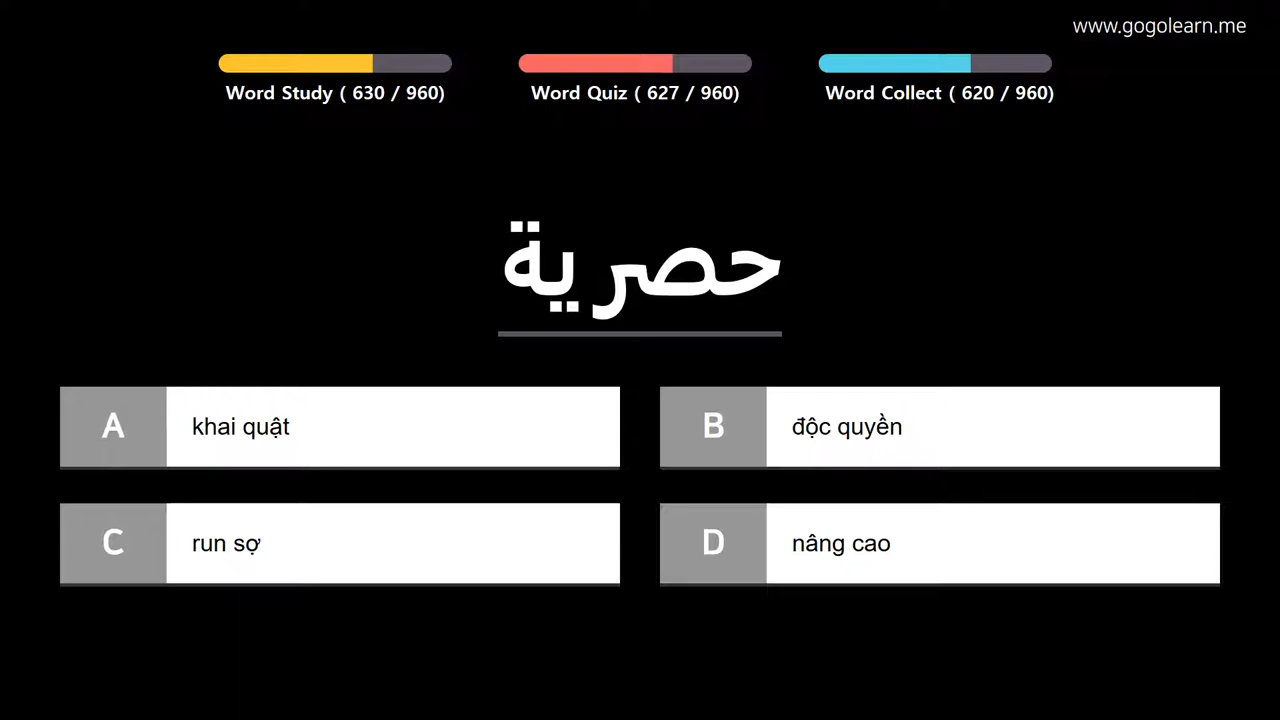 www.gogolearn.me
Word Study ( 630 / 960)
Word Quiz ( 627 / 960)
Word Collect ( 620 / 960)
حصرية
A
khai quật
B
độc quyền
C
run sợ
D
nâng cao